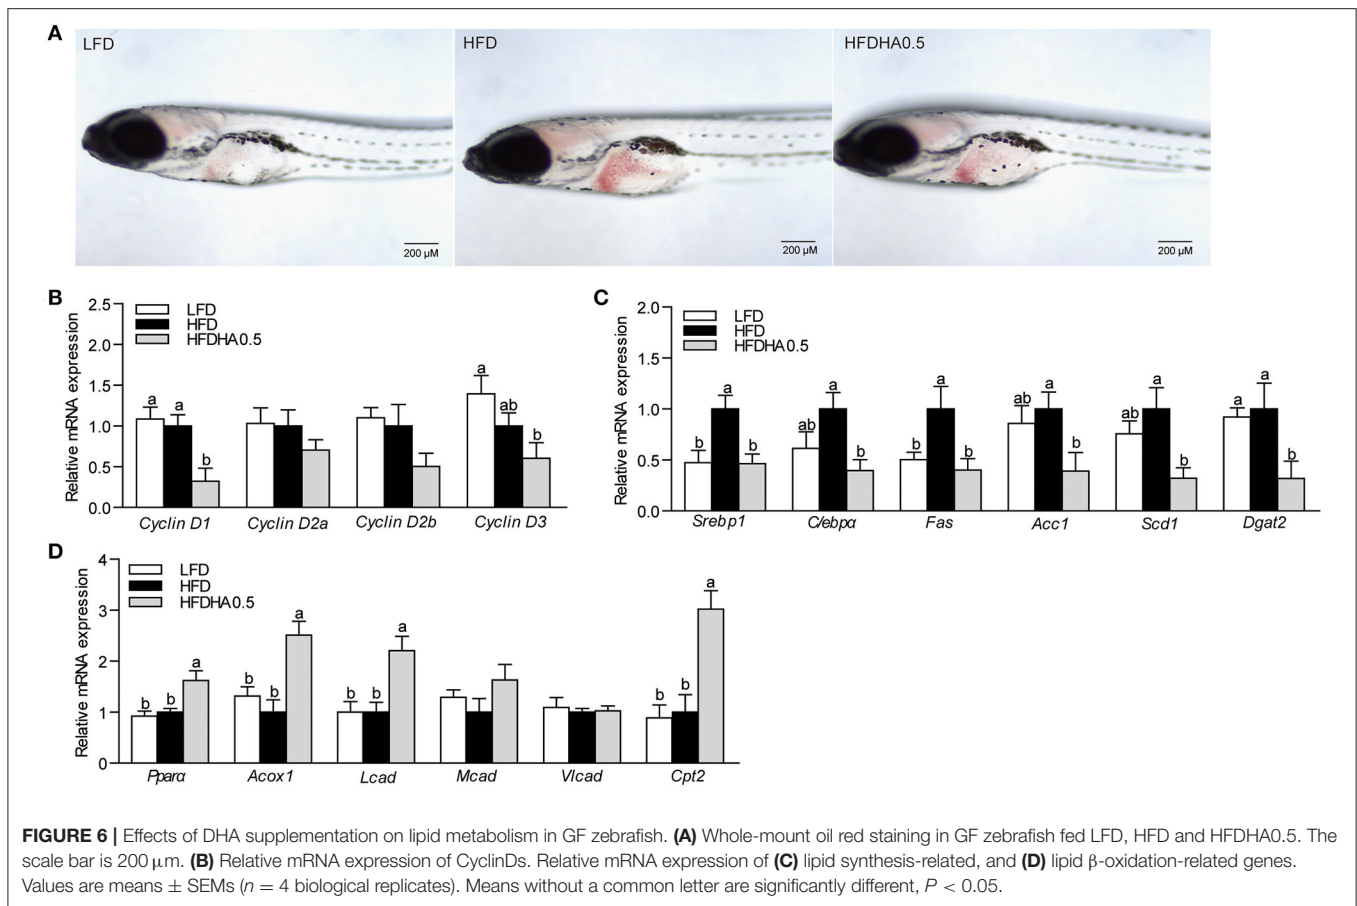 A
LFD
HFD
HFDHA0.5
200 µM
200 µM
200 µM
B
Relative mRNA expression
2.5
2.0
1.5
1.0
0.5
0.0
LFD
HFD
HFDHA0.5
a
a
b
a
ab
b
Cyclin D1
Cyclin D2a
Cyclin D2b
Cyclin D3
C
Relative mRNA expression
2.0
1.5
1.0
0.5
0.0
LFD
HFD
HFDHA0.5
b
a
b
ab
a
b
b
a
b
ab
a
b
ab
a
b
a
a
b
Srebp1
C/ebpα
Fas
Acc1
Scd1
Dgat2
D
Relative mRNA expression
4
3
2
1
0
LFD
HFD
HFDHA0.5
b
b
a
b
b
a
b
b
a
b
b
a
Pparα
Acox1
Lcad
Mcad
Vlcad
Cpt2
FIGURE 6 | Effects of DHA supplementation on lipid metabolism in GF zebrafish. (A) Whole-mount oil red staining in GF zebrafish fed LFD, HFD and HFDHA0.5. The
scale bar is 200 µm. (B) Relative mRNA expression of CyclinDs. Relative mRNA expression of (C) lipid synthesis-related, and (D) lipid β-oxidation-related genes.
Values are means ± SEMs (n = 4 biological replicates). Means without a common letter are significantly different, P < 0.05.